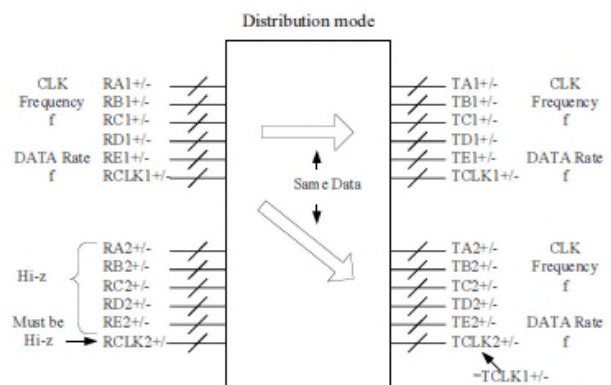 Distribution mode
CLK
Frequency
f
DATA Rate
f
RA1+/-
RB1+/-
RC1+/-
RD1+/-
RE1+/-
RCLK1+/-
Same Data
TA1+/-
TB1+/-
TC1+/-
TD1+/-
TE1+/-
TCLK1+/-
CLK
Frequency
f
DATA Rate
f
Hi-z
Must be
Hi-z
RA2+/-
RB2+/-
RC2+/-
RD2+/-
RE2+/-
RCLK2+/
TA2+/-
TB2+/-
TC2+/-
TD2+/-
TE2+/-
TCLK2+/-
=TCLK1+/-
CLK
Frequency
f
DATA Rate
f